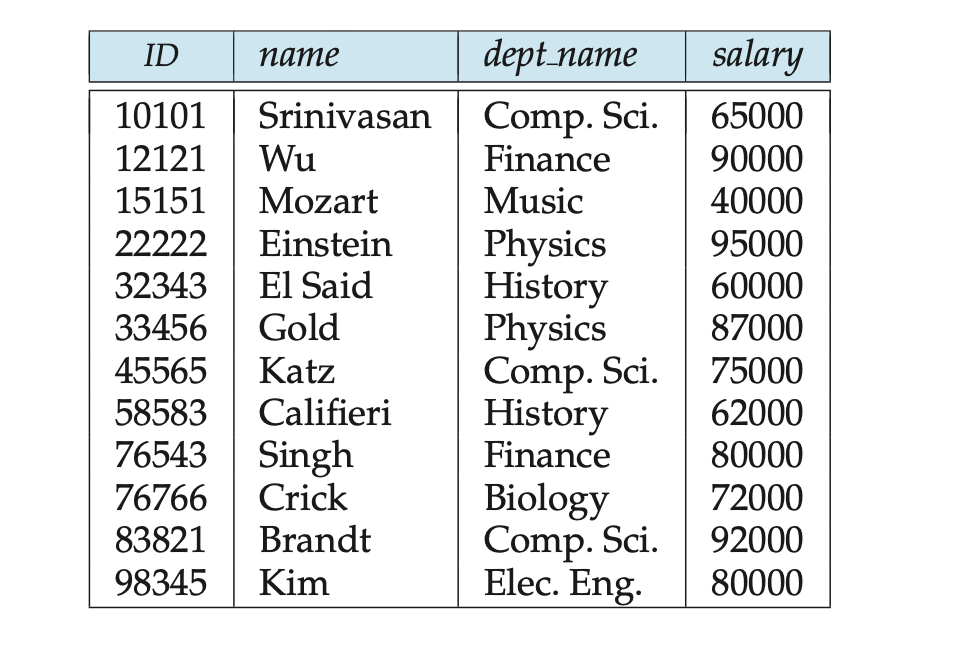 ID name dept_name salary
10101 Srinivasan Comp. Sci. 65000
12121 Wu Finance 90000
15151 Mozart Music 40000
22222 Einstein Physics 95000
32343 El Said History 60000
33456 Gold Physics 87000
45565 Katz Comp. Sci. 75000
58583 Califieri History 62000
76543 Singh Finance 80000
76766 Crick Biology 72000
83821 Brandt Comp. Sci. 92000
98345 Kim Elec. Eng. 80000